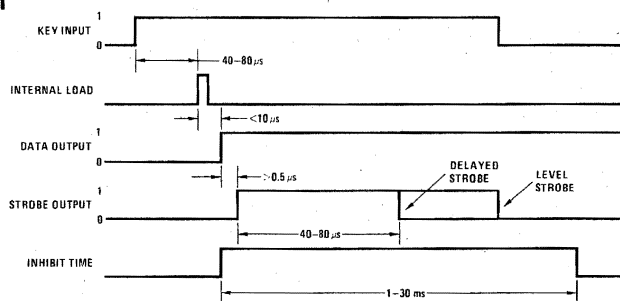 KEY INPUT
1
0
40–80 µs
INTERNAL LOAD
<10 µs
DATA OUTPUT
1
0
>0.5 µs
DELAYED
STROBE
LEVEL
STROBE
STROBE OUTPUT
1
0
40–80 µs
INHIBIT TIME
1–30 ms